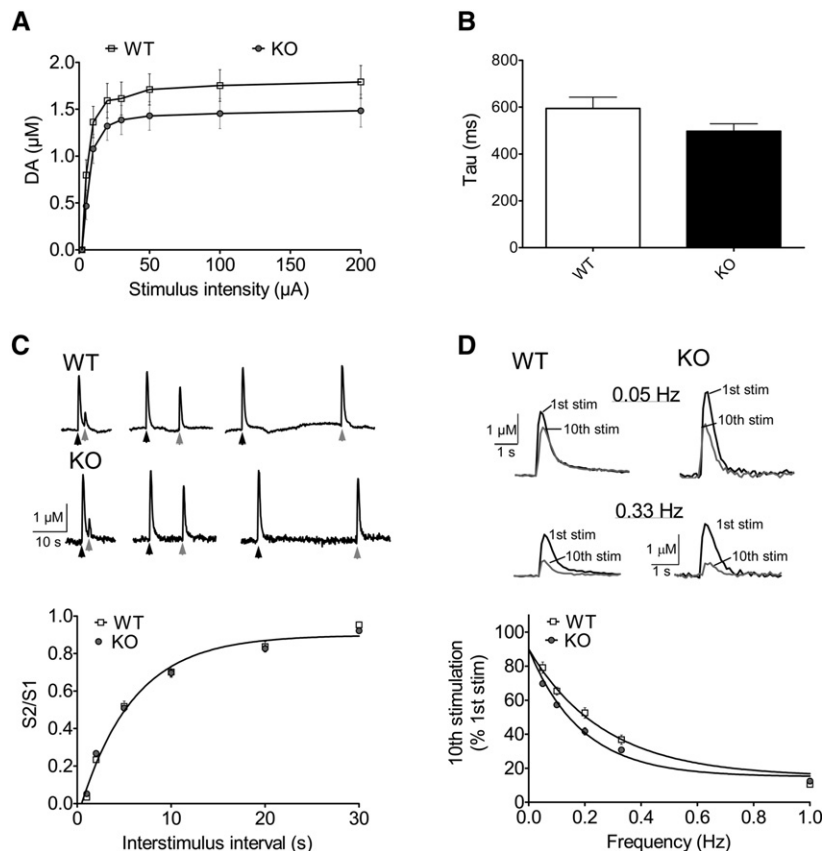 A
WT KO
2.0
1.5
1.0
0.5
0.0
DA (µM)
0 50 100 150 200
Stimulus intensity (µA)
B
800
600
400
200
0
Tau (ms)
WT
KO
C
WT
KO
1 µM
10 s
WT
KO
1.0
0.8
0.6
0.4
0.2
0.0
S2/S1
0 10 20 30
Interstimulus interval (s)
D
WT KO
0.05 Hz
1st stim
10th stim
1st stim
10th stim
1 µM
1 s
0.33 Hz
1st stim
10th stim
1 µM
1 s
1st stim
10th stim
WT
KO
100
80
60
40
20
0
10th stimulation
(% 1st stim)
0.0 0.2 0.4 0.6 0.8 1.0
Frequency (Hz)